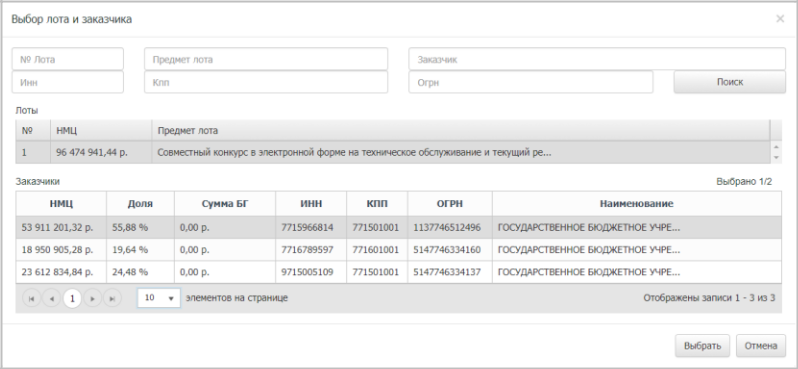 Выбор лота и заказчика
№ Лота Предмет лота Заказчик
Инн Кпп Огрн Поиск
Лоты
№ НМЦ Предмет лота
1 96 474 941,44 р. Совместный конкурс в электронной форме на техническое обслуживание и текущий ре...
Заказчики Выбрано 1/2
НМЦ Доля Сумма БГ ИНН КПП ОГРН Наименование
53 911 201,32 р. 55,88 % 0,00 р. 7715966814 771501001 1137746512496 ГОСУДАРСТВЕННОЕ БЮДЖЕТНОЕ УЧРЕ...
18 950 905,28 р. 19,64 % 0,00 р. 7716789597 771601001 5147746334160 ГОСУДАРСТВЕННОЕ БЮДЖЕТНОЕ УЧРЕ...
23 612 834,84 р. 24,48 % 0,00 р. 9715005109 771501001 5147746334137 ГОСУДАРСТВЕННОЕ БЮДЖЕТНОЕ УЧРЕ...
1 10 элементов на странице Отображены записи 1 - 3 из 3
Выбрать Отмена